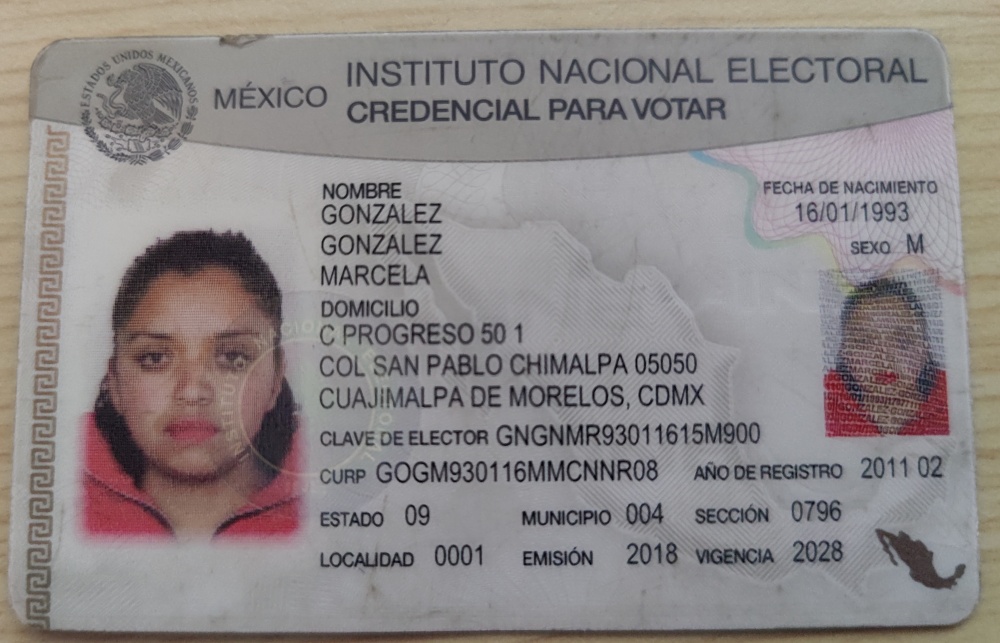 ESTADOS UNIDOS MEXICANOS
MÉXICO
INSTITUTO NACIONAL ELECTORAL
CREDENCIAL PARA VOTAR
NOMBRE
GONZALEZ
GONZALEZ
MARCELA
FECHA DE NACIMIENTO
16/01/1993
SEXO M
DOMICILIO
C PROGRESO 50 1
COL SAN PABLO CHIMALPA 05050
CUAJIMALPA DE MORELOS, CDMX
CLAVE DE ELECTOR GNGNMR93011615M900
CURP GOGM930116MMCNNR08 AÑO DE REGISTRO 2011 02
ESTADO 09 MUNICIPIO 004 SECCIÓN 0796
LOCALIDAD 0001 EMISIÓN 2018 VIGENCIA 2028